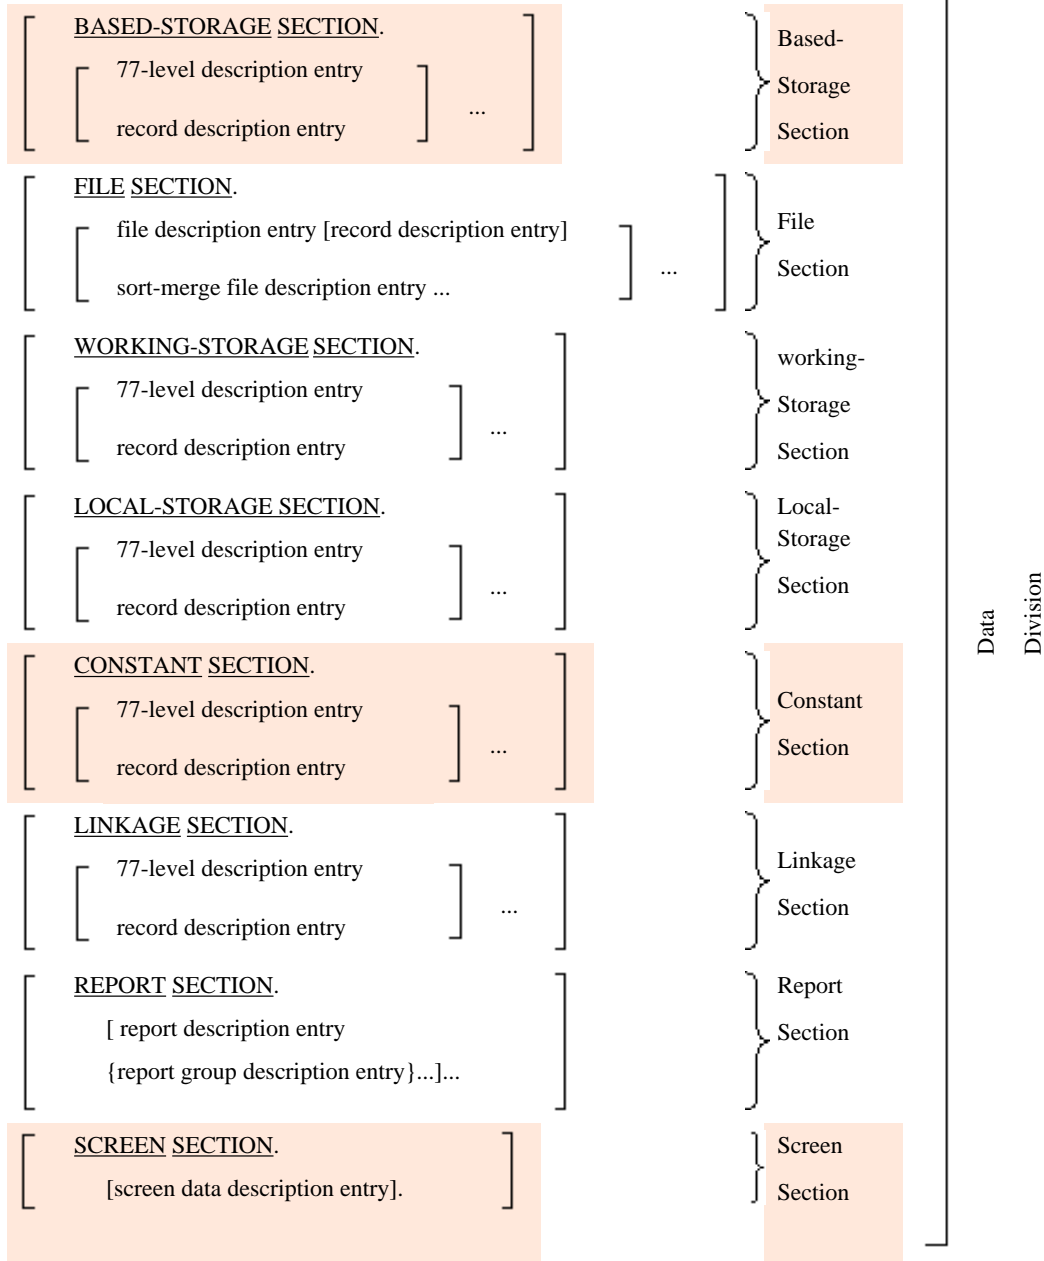 BASED-STORAGE SECTION.
77-level description entry
...
record description entry
Based-
Storage
Section
FILE SECTION.
file description entry [record description entry]
...
sort-merge file description entry ...
File
Section
WORKING-STORAGE SECTION.
77-level description entry
...
record description entry
working-
Storage
Section
LOCAL-STORAGE SECTION.
77-level description entry
...
record description entry
Local-
Storage
Section
CONSTANT SECTION.
77-level description entry
...
record description entry
Constant
Section
LINKAGE SECTION.
77-level description entry
...
record description entry
Linkage
Section
REPORT SECTION.
[ report description entry
{report group description entry}...]...
Report
Section
SCREEN SECTION.
[screen data description entry].
Screen
Section
Data
Division